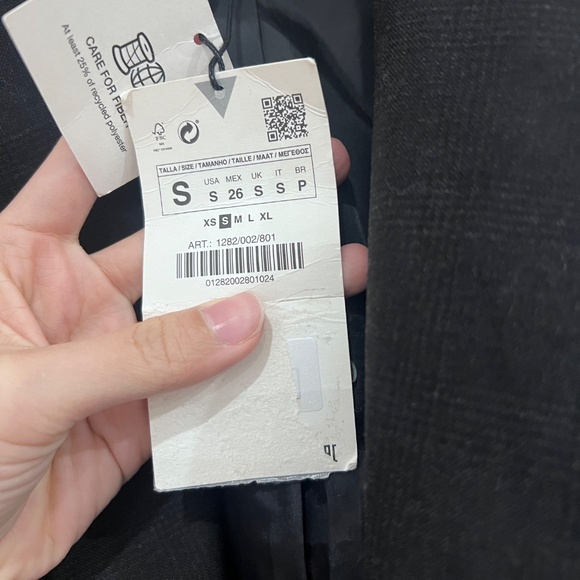 CARE FOR FIBER
At least 25% of recycled polyester
FSC
TALLA / SIZE / TAMANHO / TAILLE / MAAT / ΜΕΓΕΘΟΣ
S USA MEX UK IT BR
S 26 S S P
XS S M L XL
ART.: 1282/002/801
01282002801024